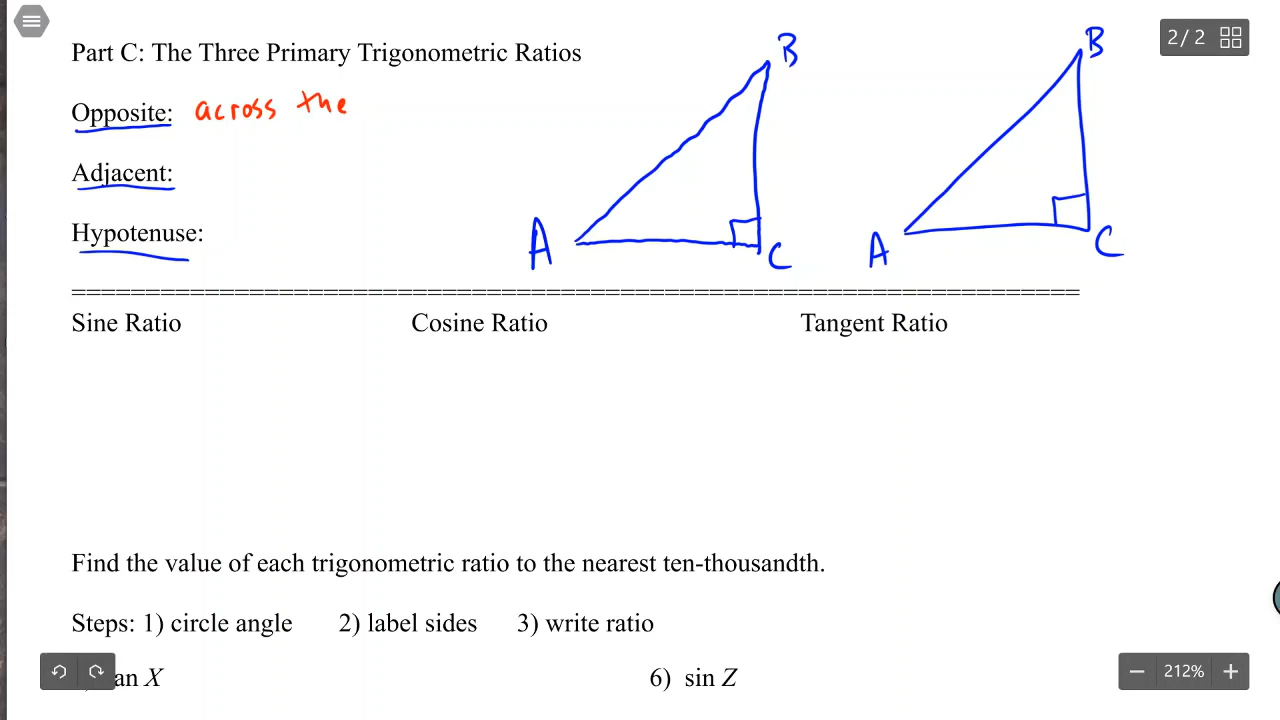 Part C: The Three Primary Trigonometric Ratios
B
B
2/2
Opposite: across the
Adjacent:
Hypotenuse:
A
C
A
C
================================================================
Sine Ratio Cosine Ratio Tangent Ratio
Find the value of each trigonometric ratio to the nearest ten-thousandth.
Steps: 1) circle angle 2) label sides 3) write ratio
an X 6) sin Z
212%